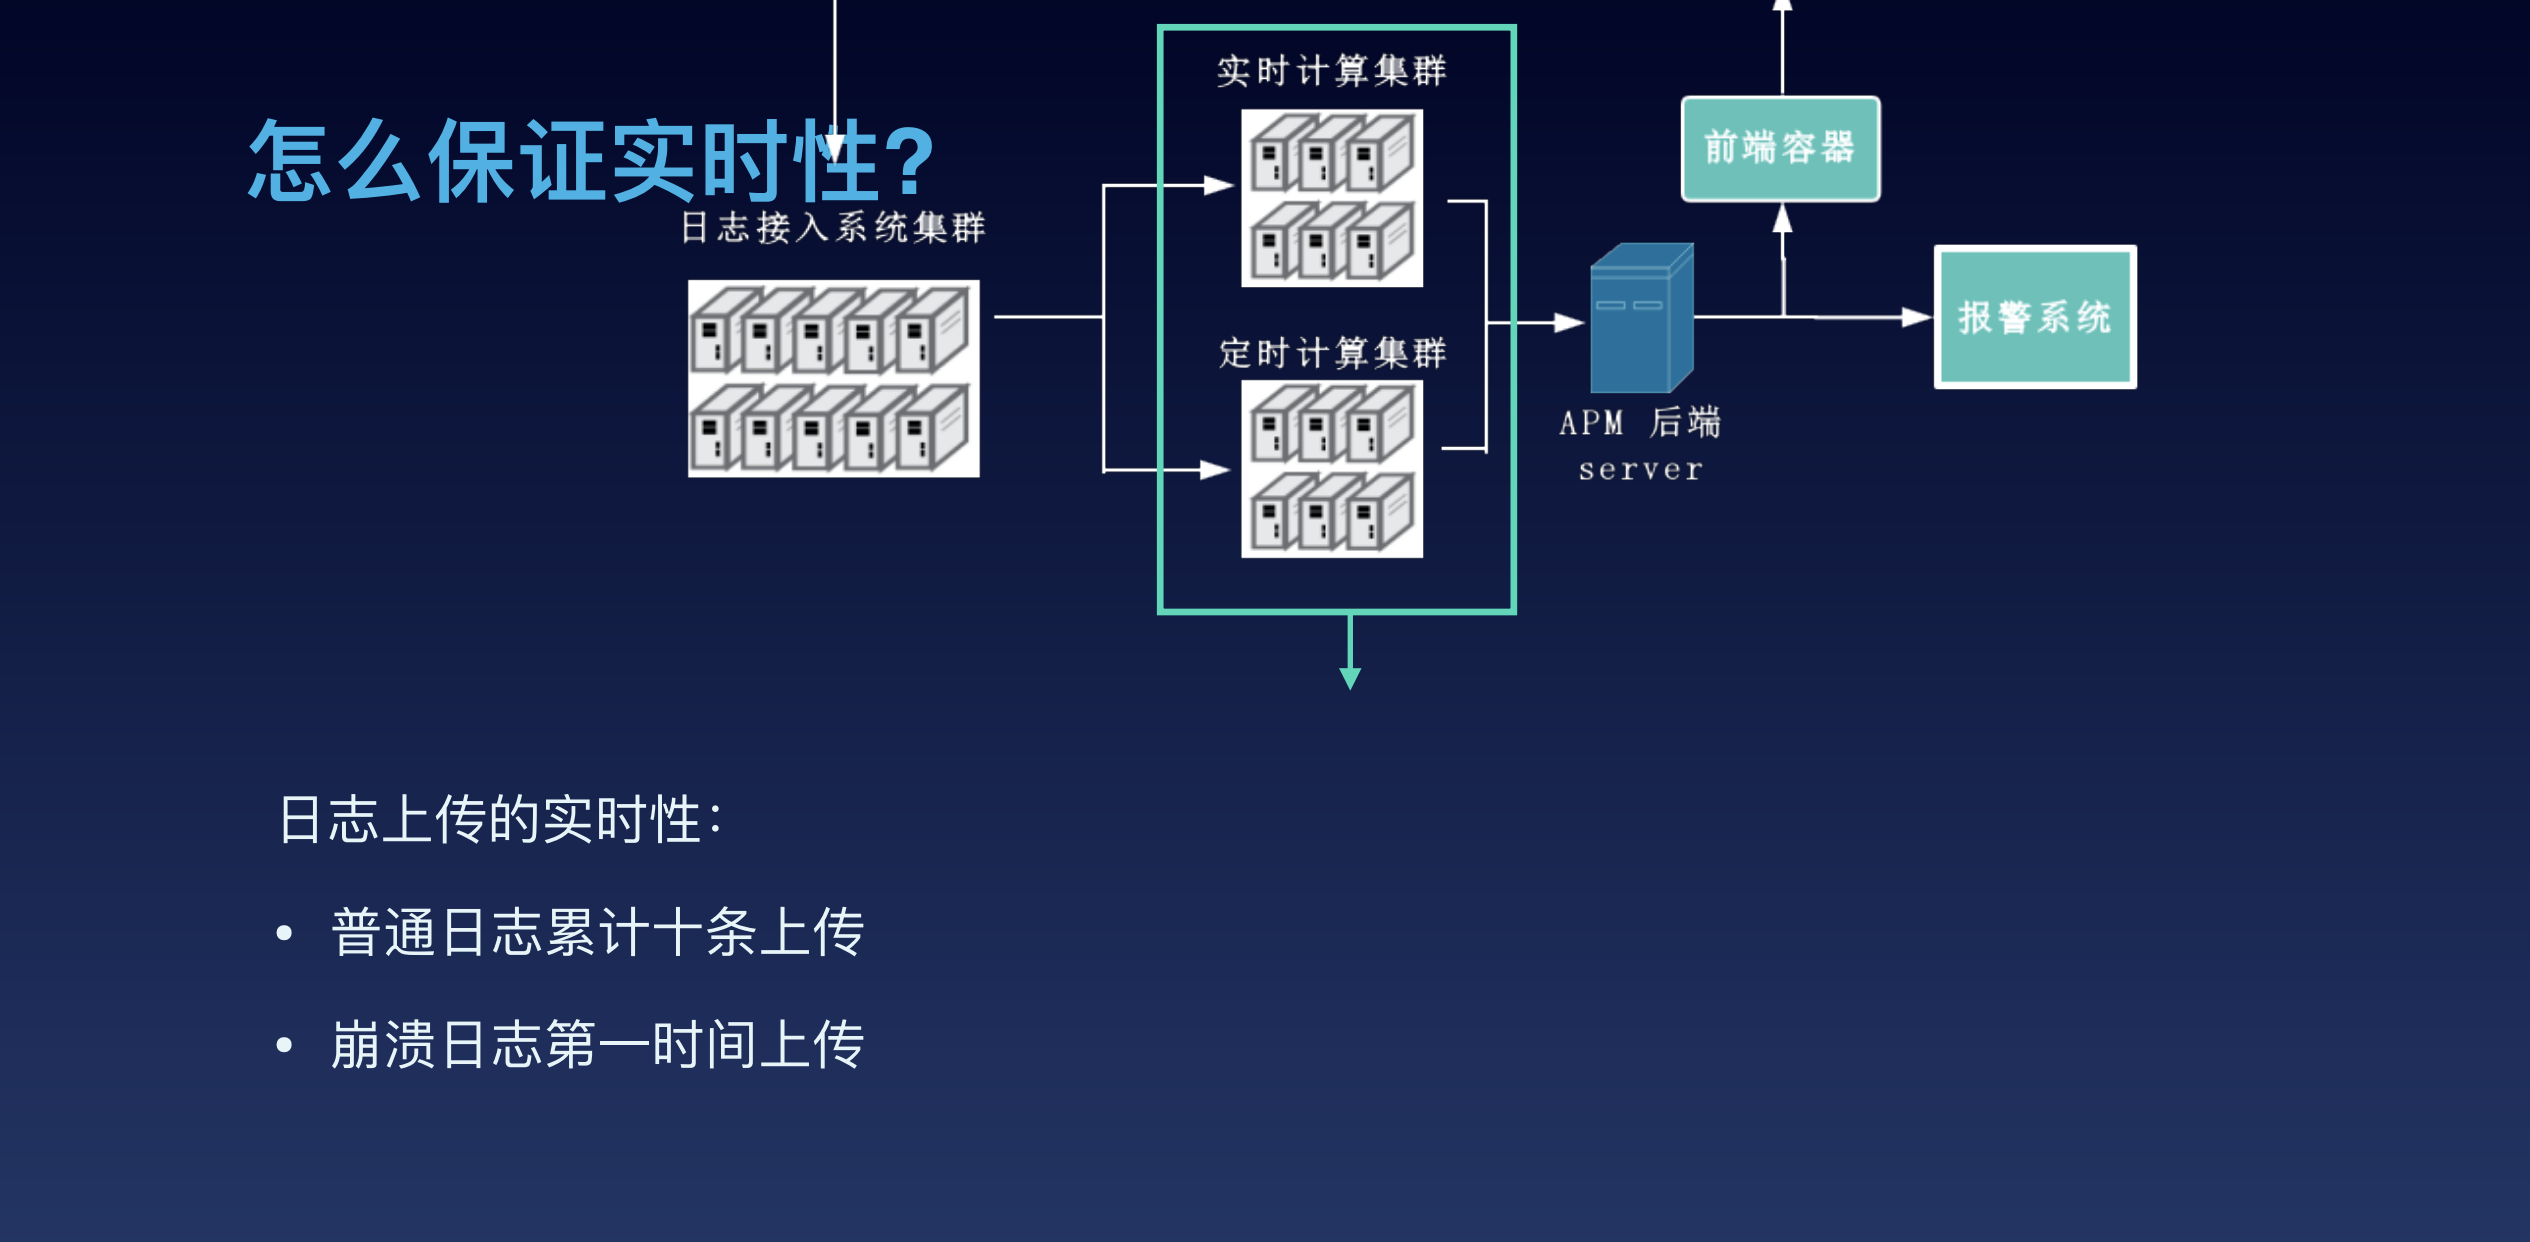 怎么保证实时性?
日志接入系统集群
实时计算集群
定时计算集群
前端容器
报警系统
APM 后端
server
日志上传的实时性：
• 普通日志累计十条上传
• 崩溃日志第一时间上传